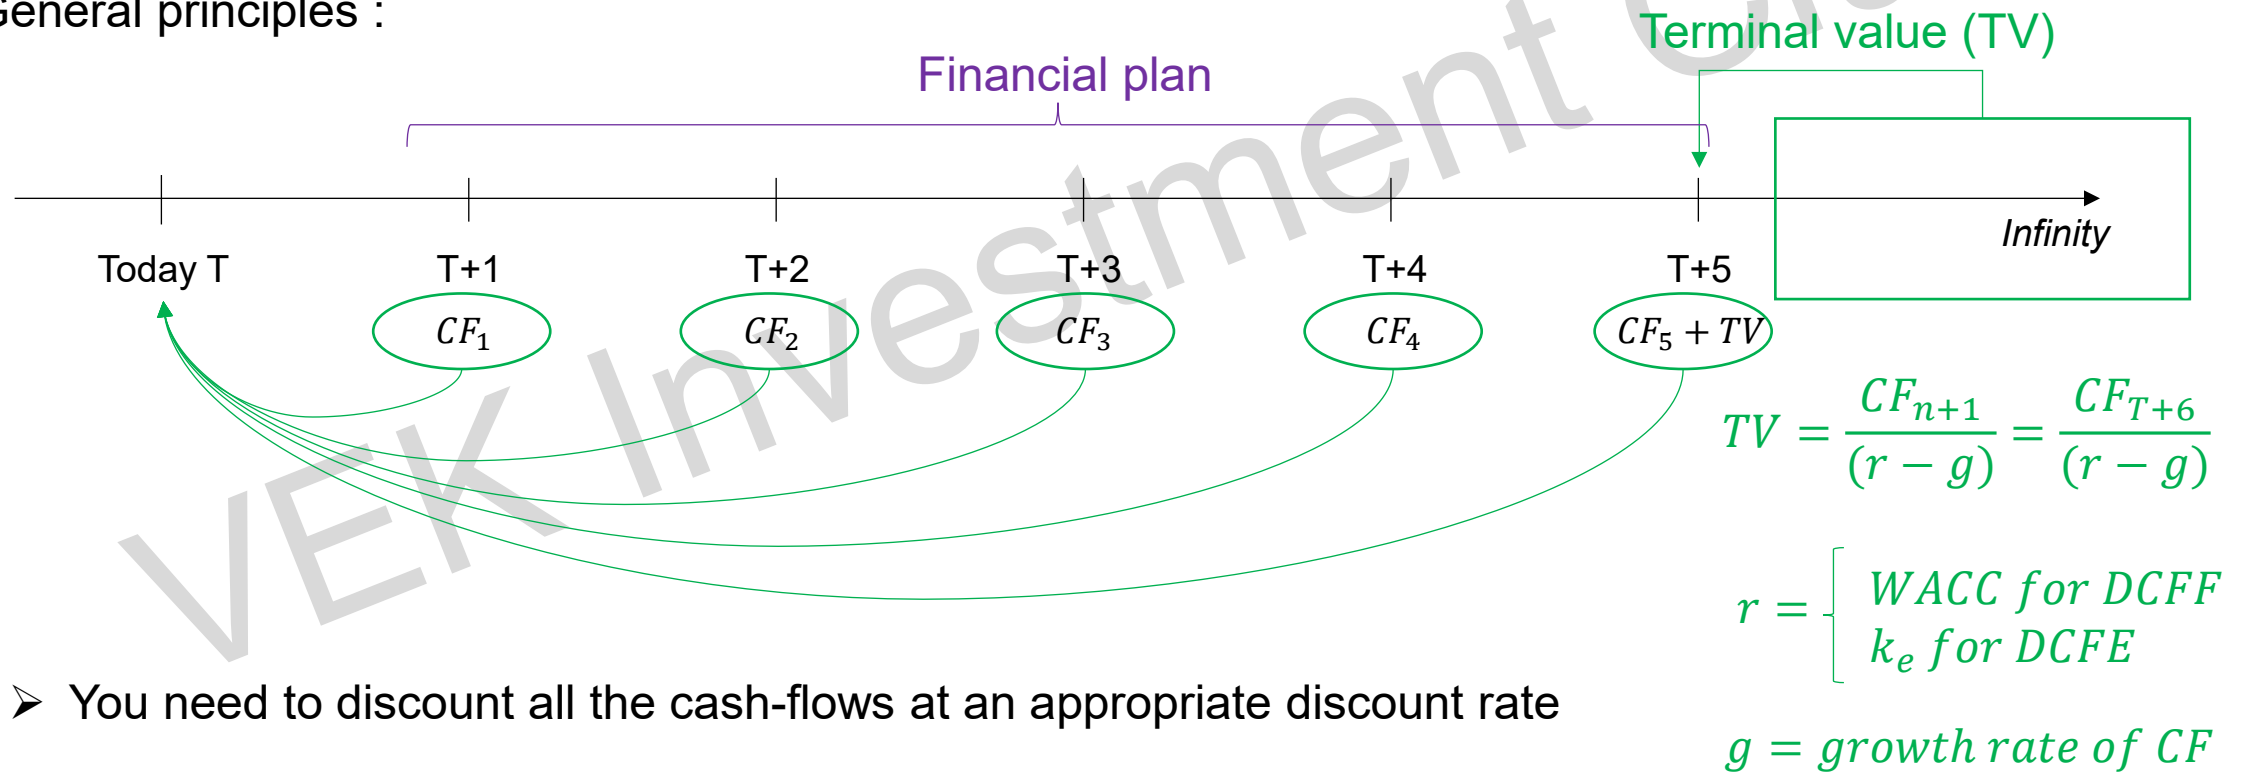 General principles :
Terminal value (TV)
Financial plan
Infinity
Today T T+1 T+2 T+3 T+4 T+5
CF₁ CF₂ CF₃ CF₄ CF₅ + TV
TV = CFₙ₊₁ / (r − g) = CF_{T+6} / (r − g)
r = { WACC for DCFF
kₑ for DCFE
➢ You need to discount all the cash-flows at an appropriate discount rate
g = growth rate of CF
VEK Investment